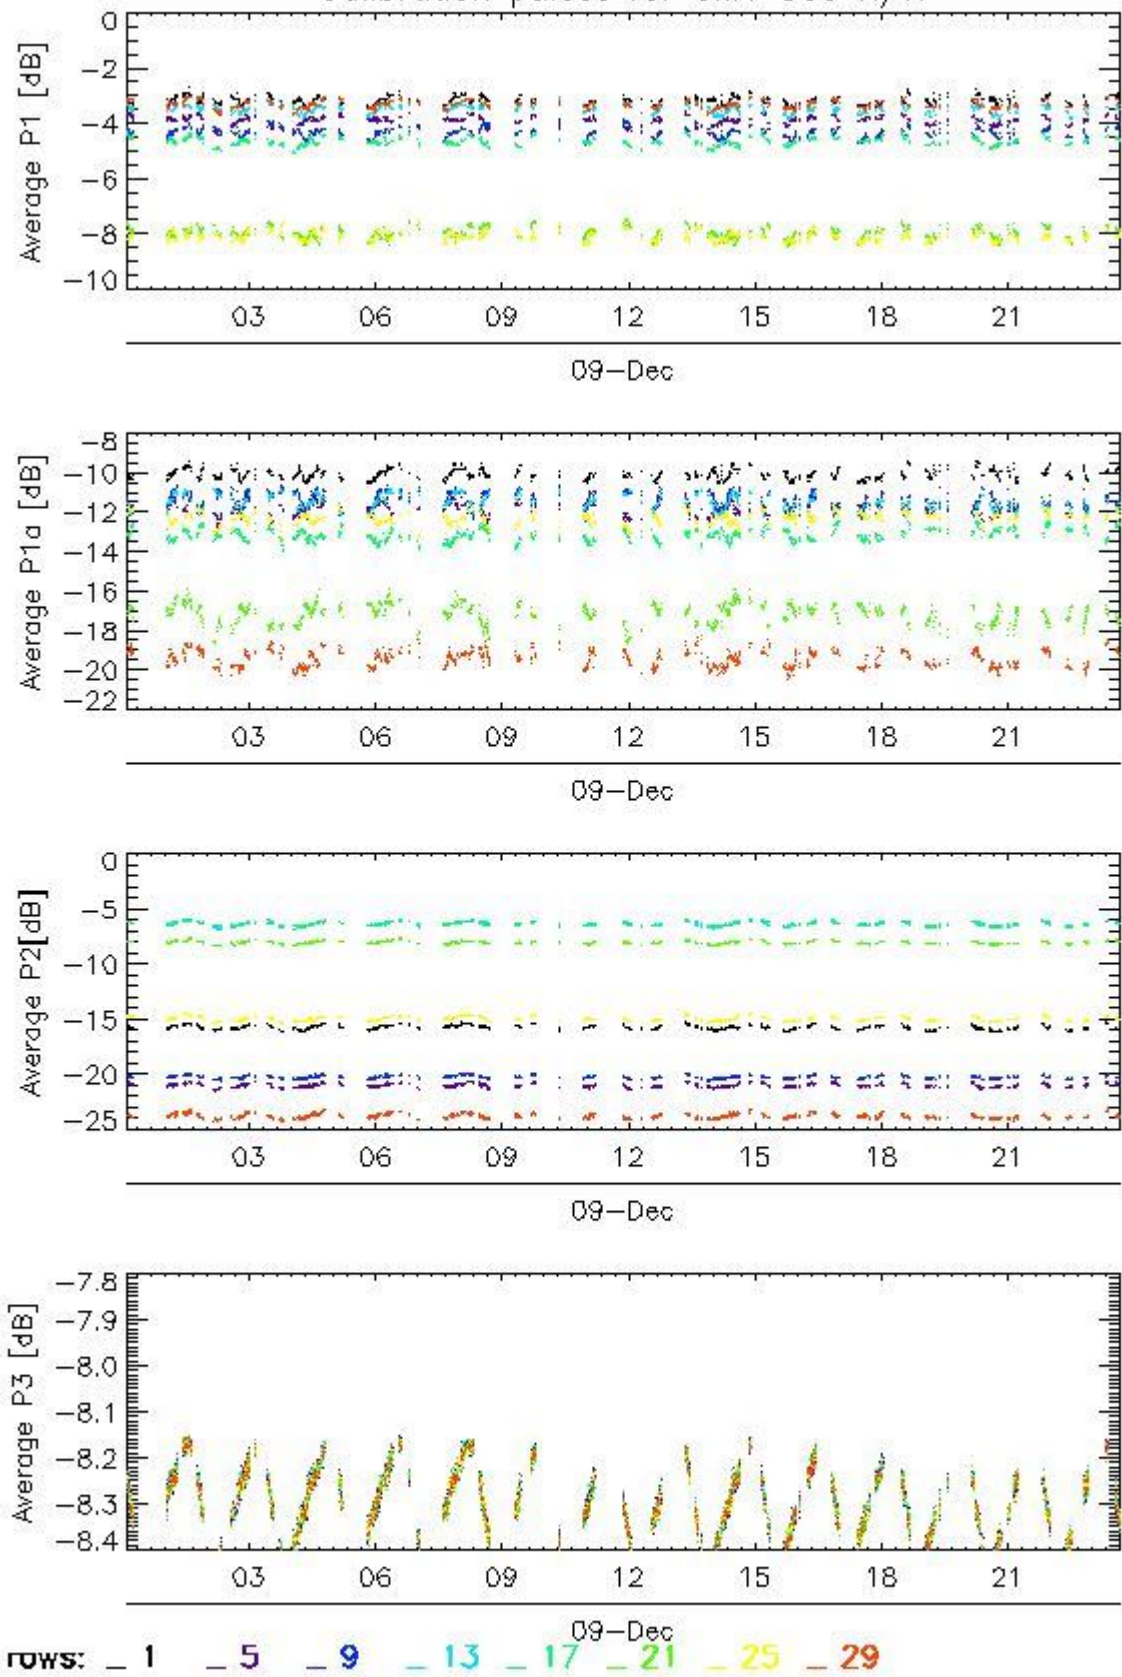 0
−2
−4
−6
−8
−10
Average P1 [dB]
03 06 09 12 15 18 21
09−Dec
−8
−10
−12
−14
−16
−18
−20
−22
Average P1a [dB]
03 06 09 12 15 18 21
09−Dec
0
−5
−10
−15
−20
−25
Average P2[dB]
03 06 09 12 15 18 21
09−Dec
−7.8
−7.9
−8.0
−8.1
−8.2
−8.3
−8.4
Average P3 [dB]
03 06 09 12 15 18 21
09−Dec
rows: _ 1 _ 5 _ 9 _ 13 _ 17 _ 21 _ 25 _ 29